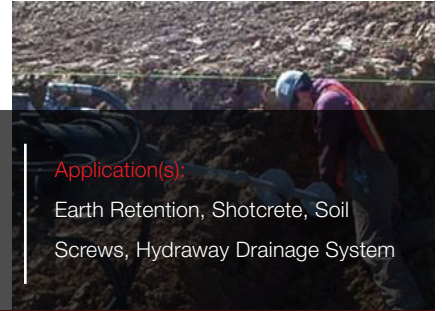 Application(s):
Earth Retention, Shotcrete, Soil
Screws, Hydraway Drainage System